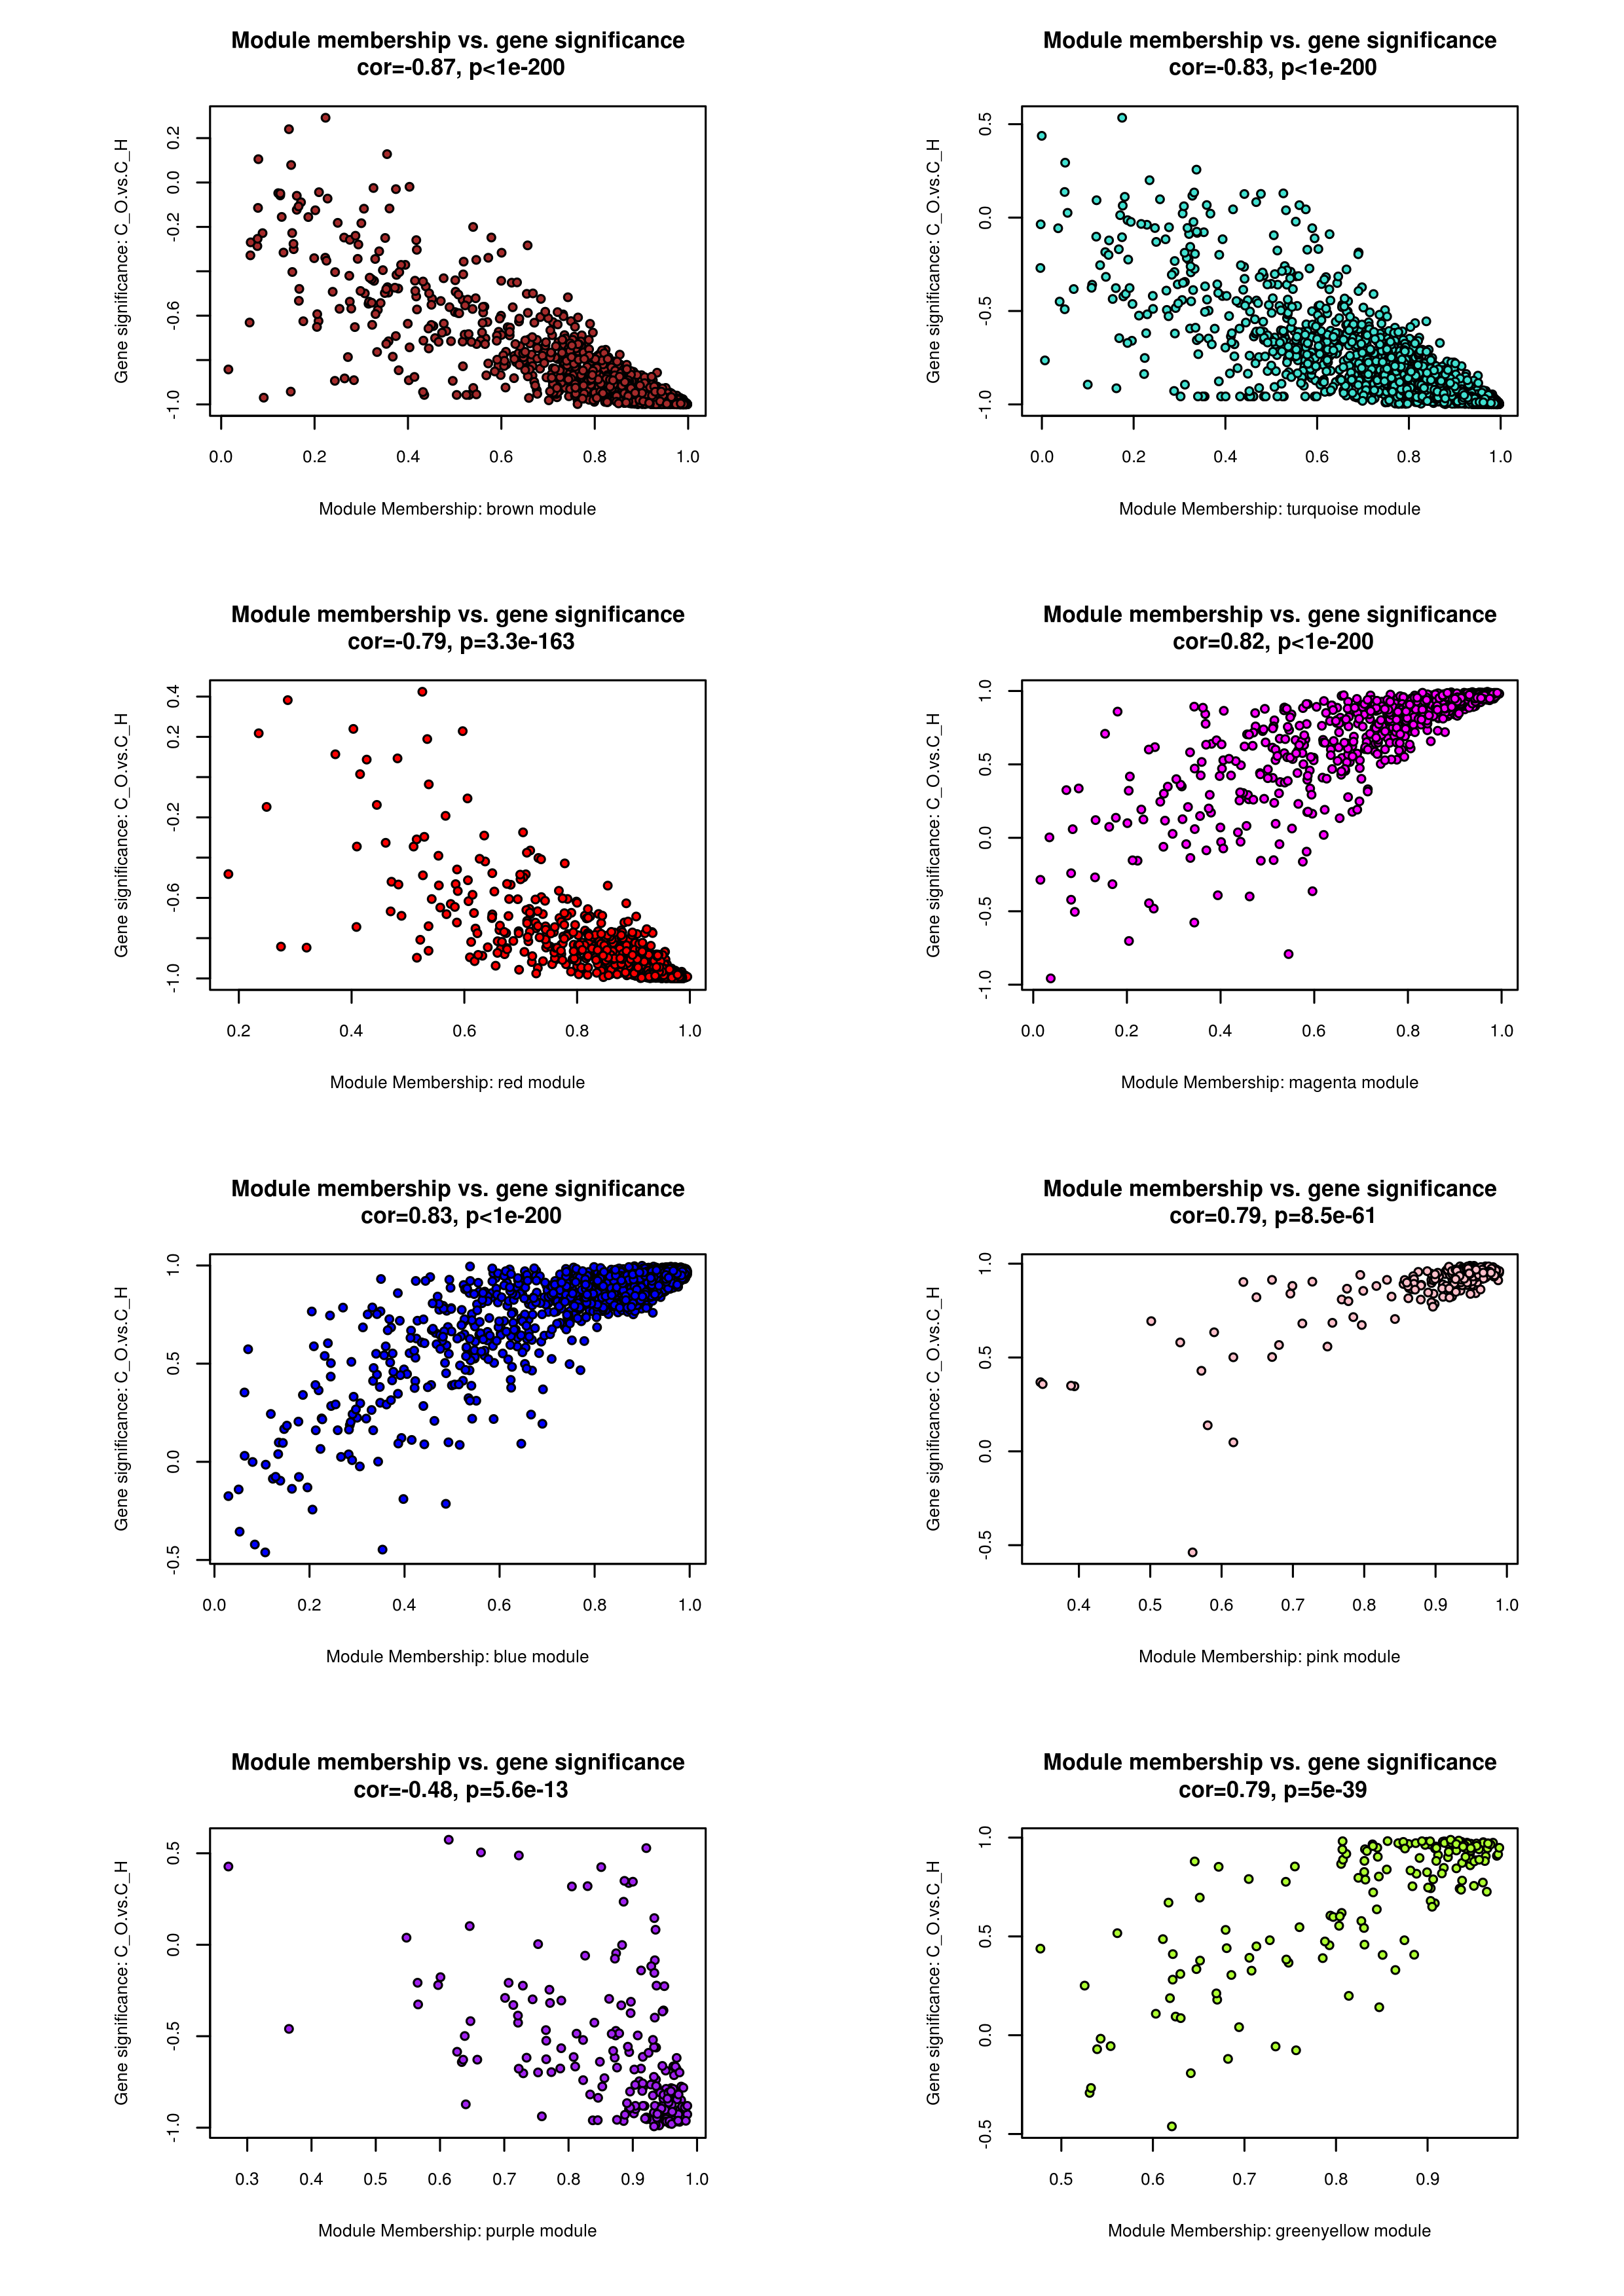 Module membership vs. gene significance
cor=-0.87, p<1e-200
Gene significance: C_O.vs.C_H
0.2
0.0
-0.2
-0.6
-1.0
0.0 0.2 0.4 0.6 0.8 1.0
Module Membership: brown module
Module membership vs. gene significance
cor=-0.83, p<1e-200
Gene significance: C_O.vs.C_H
0.5
0.0
-0.5
-1.0
0.0 0.2 0.4 0.6 0.8 1.0
Module Membership: turquoise module
Module membership vs. gene significance
cor=-0.79, p=3.3e-163
Gene significance: C_O.vs.C_H
0.4
0.2
-0.2
-0.6
-1.0
0.2 0.4 0.6 0.8 1.0
Module Membership: red module
Module membership vs. gene significance
cor=0.82, p<1e-200
Gene significance: C_O.vs.C_H
1.0
0.5
0.0
-0.5
-1.0
0.0 0.2 0.4 0.6 0.8 1.0
Module Membership: magenta module
Module membership vs. gene significance
cor=0.83, p<1e-200
Gene significance: C_O.vs.C_H
1.0
0.5
0.0
-0.5
0.0 0.2 0.4 0.6 0.8 1.0
Module Membership: blue module
Module membership vs. gene significance
cor=0.79, p=8.5e-61
Gene significance: C_O.vs.C_H
1.0
0.5
0.0
-0.5
0.4 0.5 0.6 0.7 0.8 0.9 1.0
Module Membership: pink module
Module membership vs. gene significance
cor=-0.48, p=5.6e-13
Gene significance: C_O.vs.C_H
0.5
0.0
-0.5
-1.0
0.3 0.4 0.5 0.6 0.7 0.8 0.9 1.0
Module Membership: purple module
Module membership vs. gene significance
cor=0.79, p=5e-39
Gene significance: C_O.vs.C_H
1.0
0.5
0.0
-0.5
0.5 0.6 0.7 0.8 0.9
Module Membership: greenyellow module